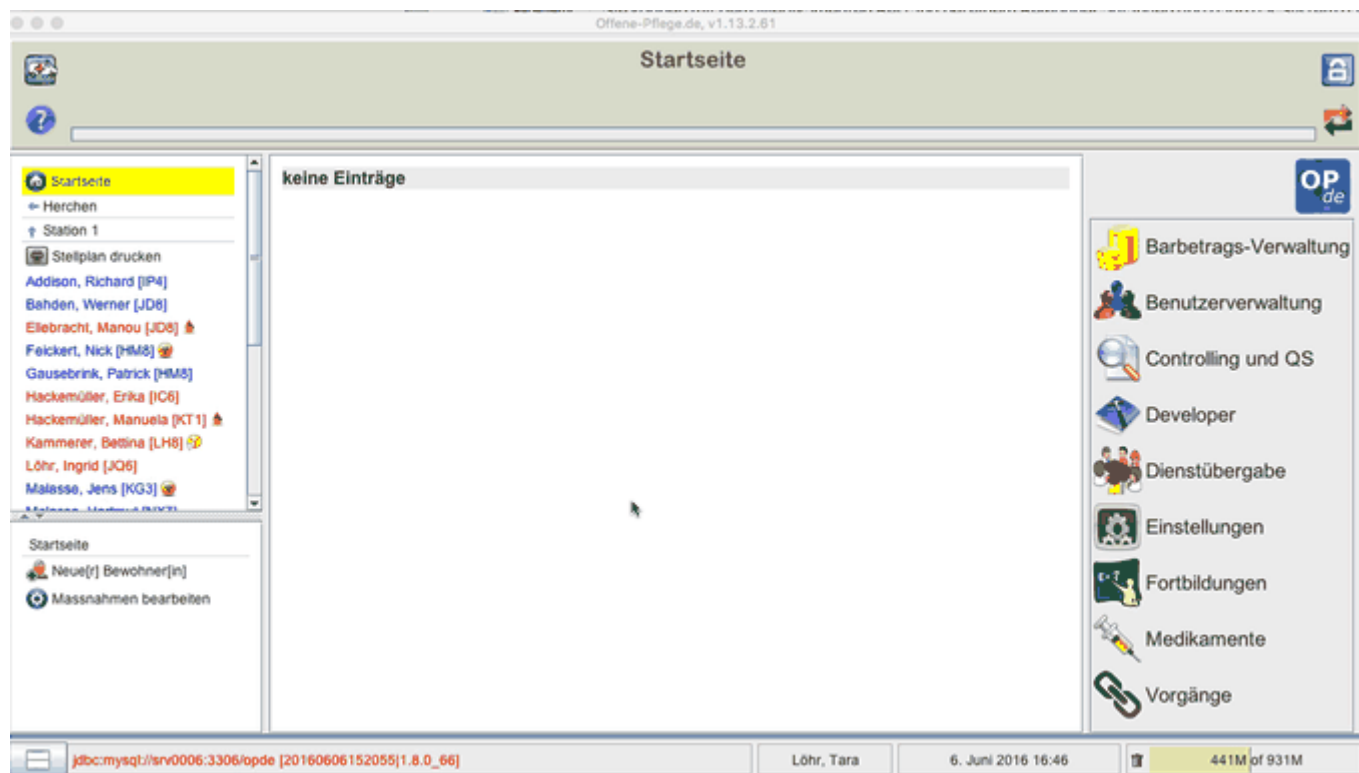 Offene-Pflege.de, v1.13.2.61
Startseite
Startseite
Herchen
Station 1
Stellplan drucken
Addison, Richard [IP4]
Bahden, Werner [JD8]
Ellebracht, Manou [JD8]
Feickert, Nick [HM8]
Gausebrink, Patrick [HM8]
Hackemüller, Erika [IC6]
Hackemüller, Manuela [KT1]
Kammerer, Bettina [LH8]
Löhr, Ingrid [JQ6]
Malasse, Jens [KG3]
Startseite
Neue[r] Bewohner[in]
Massnahmen bearbeiten
keine Einträge
OP
de
Barbetrags-Verwaltung
Benutzerverwaltung
Controlling und QS
Developer
Dienstübergabe
Einstellungen
Fortbildungen
Medikamente
Vorgänge
jdbc:mysql://srv0006:3306/opde [20160606152055|1.8.0_66]
Löhr, Tara
6. Juni 2016 16:46
441M of 931M